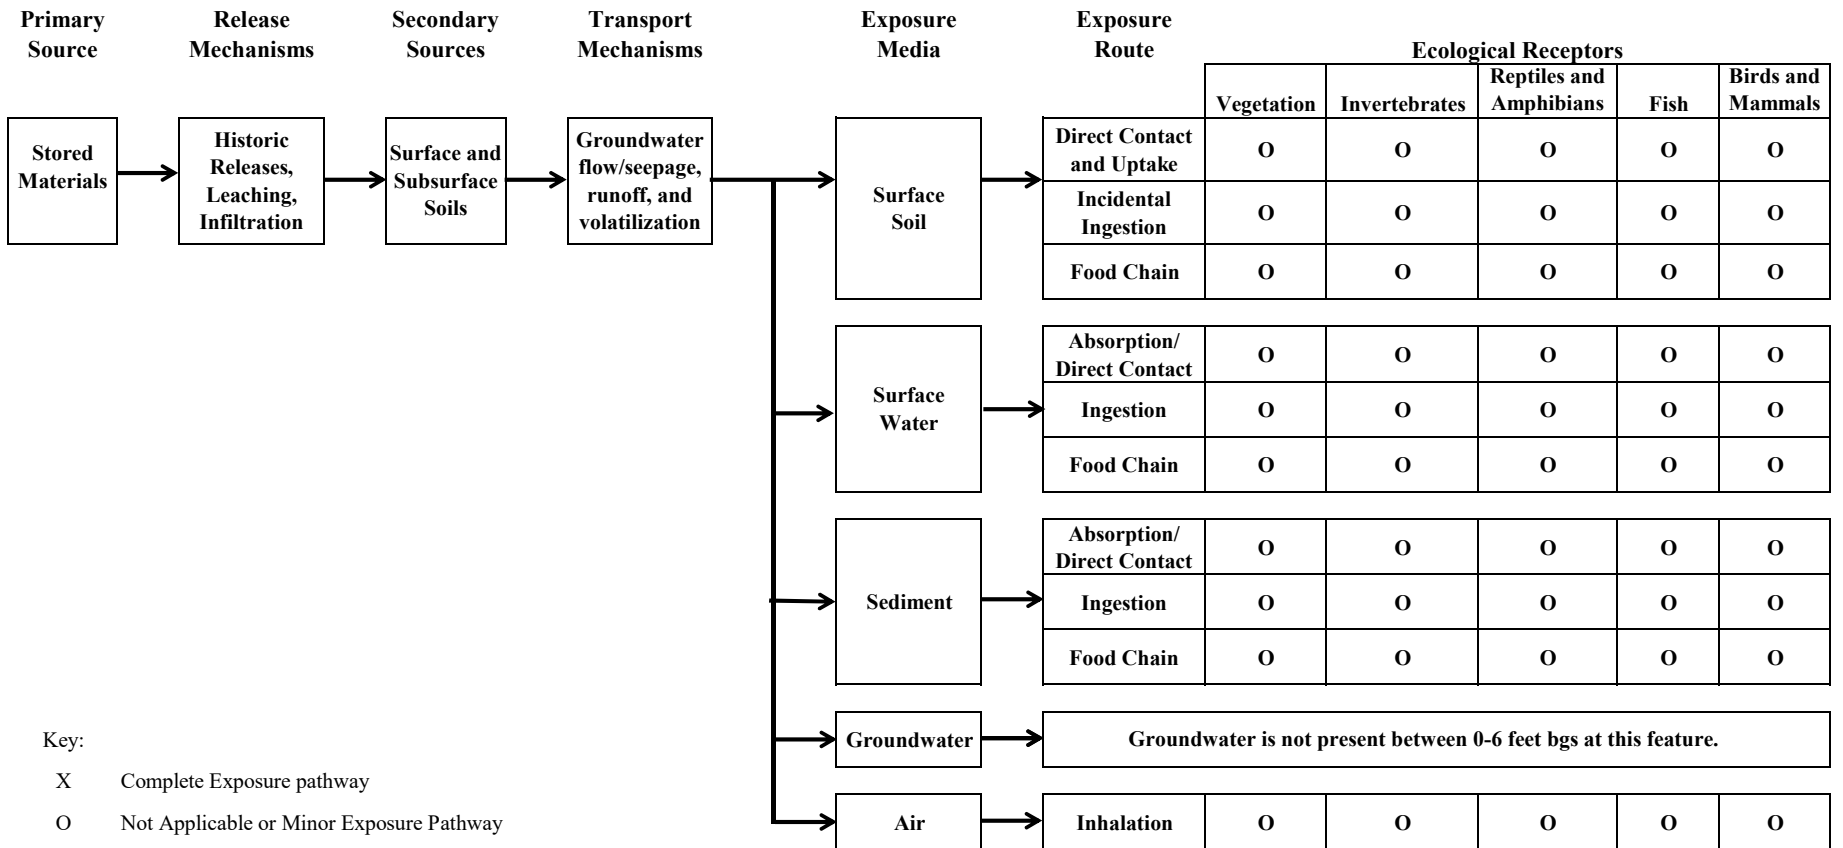 Primary Source
Release Mechanisms
Secondary Sources
Transport Mechanisms
Exposure Media
Exposure Route
Ecological Receptors
Vegetation
Invertebrates
Reptiles and
Amphibians
Fish
Birds and
Mammals
Stored
Materials
Historic
Releases,
Leaching,
Infiltration
Surface and
Subsurface
Soils
Groundwater
flow/seepage,
runoff, and
volatilization
Surface
Soil
Direct Contact
and Uptake
O O O O O
Incidental
Ingestion
O O O O O
Food Chain O O O O O
Surface
Water
Absorption/
Direct Contact
O O O O O
Ingestion O O O O O
Food Chain O O O O O
Sediment
Absorption/
Direct Contact
O O O O O
Ingestion O O O O O
Food Chain O O O O O
Groundwater
Groundwater is not present between 0-6 feet bgs at this feature.
Air
Inhalation O O O O O
Key:
X Complete Exposure pathway
O Not Applicable or Minor Exposure Pathway